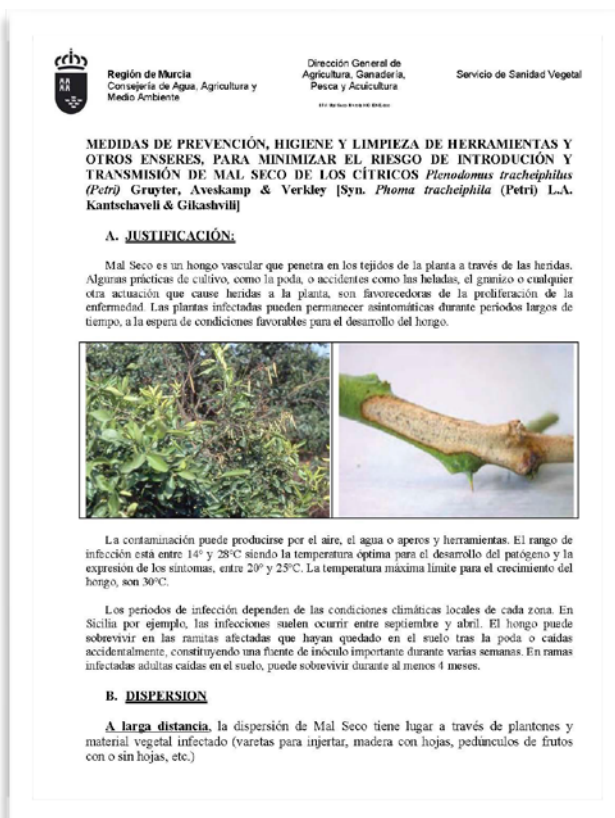 Región de Murcia
Consejería de Agua, Agricultura y
Medio Ambiente
Dirección General de
Agricultura, Ganadería,
Pesca y Acuicultura
Servicio de Sanidad Vegetal
MEDIDAS DE PREVENCIÓN, HIGIENE Y LIMPIEZA DE HERRAMIENTAS Y
OTROS ENSERES, PARA MINIMIZAR EL RIESGO DE INTRODUCIÓN Y
TRANSMISIÓN DE MAL SECO DE LOS CÍTRICOS Plenodomus tracheiphilus
(Petri) Gruyter, Aveskamp & Verkley [Syn. Phoma tracheiphila (Petri) L.A.
Kantschaveli & Gikashvili]
A. JUSTIFICACIÓN:
Mal Seco es un hongo vascular que penetra en los tejidos de la planta a través de las heridas.
Algunas prácticas de cultivo, como la poda, o accidentes como las heladas, el granizo o cualquier
otra actuación que cause heridas a la planta, son favorecedoras de la proliferación de la
enfermedad. Las plantas infectadas pueden permanecer asintomáticas durante periodos largos de
tiempo, a la espera de condiciones favorables para el desarrollo del hongo.
La contaminación puede producirse por el aire, el agua o aperos y herramientas. El rango de
infección está entre 14º y 28ºC siendo la temperatura óptima para el desarrollo del patógeno y la
expresión de los síntomas, entre 20º y 25ºC. La temperatura máxima límite para el crecimiento del
hongo, son 30ºC.
Los periodos de infección dependen de las condiciones climáticas locales de cada zona. En
Sicilia por ejemplo, las infecciones suelen ocurrir entre septiembre y abril. El hongo puede
sobrevivir en las ramitas afectadas que hayan quedado en el suelo tras la poda o caídas
accidentalmente, constituyendo una fuente de inóculo importante durante varias semanas. En ramas
infectadas adultas caídas en el suelo, puede sobrevivir durante al menos 4 meses.
B. DISPERSION
A larga distancia, la dispersión de Mal Seco tiene lugar a través de plantones y
material vegetal infectado (varetas para injertar, madera con hojas, pedúnculos de frutos
con o sin hojas, etc.)